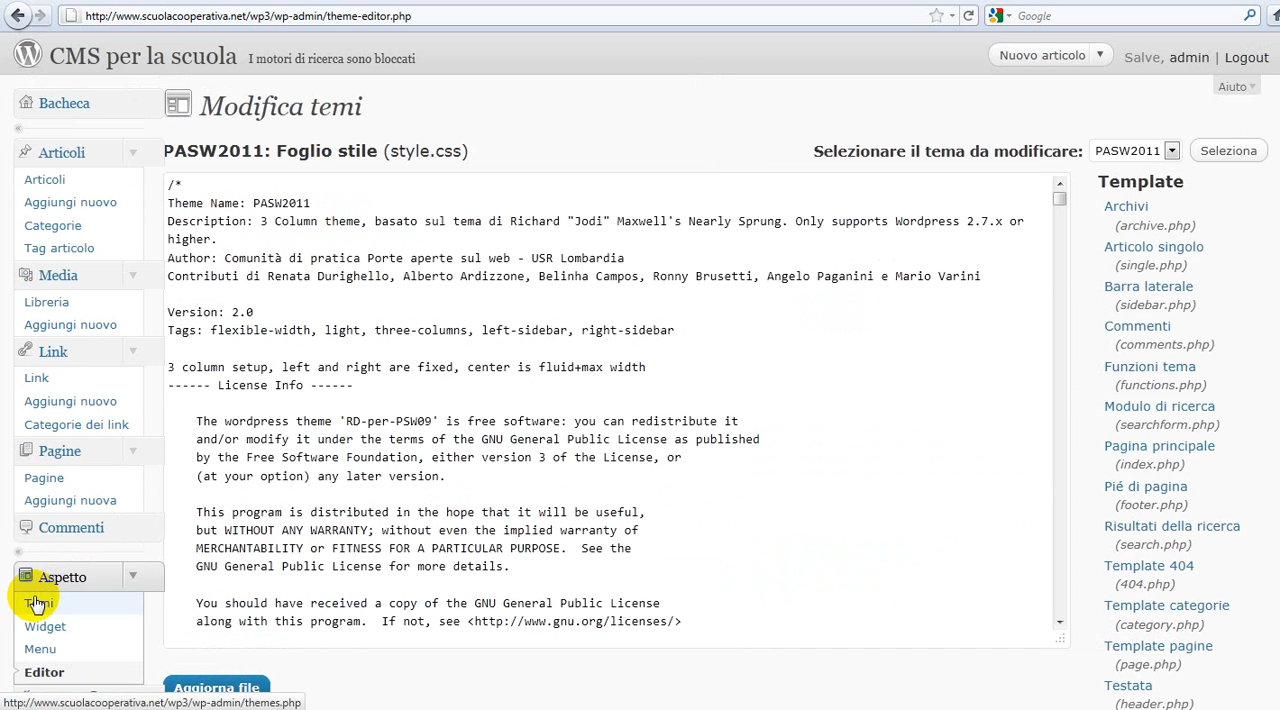 http://www.scuolacooperativa.net/wp3/wp-admin/theme-editor.php
Google
CMS per la scuola
I motori di ricerca sono bloccati
Nuovo articolo
Salve, admin | Logout
Aiuto
Bacheca
Articoli
Articoli
Aggiungi nuovo
Categorie
Tag articolo
Media
Libreria
Aggiungi nuovo
Link
Link
Aggiungi nuovo
Categorie dei link
Pagine
Pagine
Aggiungi nuova
Commenti
Aspetto
Widget
Menu
Editor
Modifica temi
PASW2011: Foglio stile (style.css)
Selezionare il tema da modificare:
PASW2011
Seleziona
/*
Theme Name: PASW2011
Description: 3 Column theme, basato sul tema di Richard "Jodi" Maxwell's Nearly Sprung. Only supports Wordpress 2.7.x or
higher.
Author: Comunità di pratica Porte aperte sul web - USR Lombardia
Contributi di Renata Durighello, Alberto Ardizzone, Belinha Campos, Ronny Brusetti, Angelo Paganini e Mario Varini
Version: 2.0
Tags: flexible-width, light, three-columns, left-sidebar, right-sidebar
3 column setup, left and right are fixed, center is fluid+max width
------ License Info ------
The wordpress theme 'RD-per-PSW09' is free software: you can redistribute it
and/or modify it under the terms of the GNU General Public License as published
by the Free Software Foundation, either version 3 of the License, or
(at your option) any later version.
This program is distributed in the hope that it will be useful,
but WITHOUT ANY WARRANTY; without even the implied warranty of
MERCHANTABILITY or FITNESS FOR A PARTICULAR PURPOSE.  See the
GNU General Public License for more details.
You should have received a copy of the GNU General Public License
along with this program.  If not, see <http://www.gnu.org/licenses/>
Aggiorna file
Template
Archivi
(archive.php)
Articolo singolo
(single.php)
Barra laterale
(sidebar.php)
Commenti
(comments.php)
Funzioni tema
(functions.php)
Modulo di ricerca
(searchform.php)
Pagina principale
(index.php)
Pié di pagina
(footer.php)
Risultati della ricerca
(search.php)
Template 404
(404.php)
Template categorie
(category.php)
Template pagine
(page.php)
Testata
(header.php)
http://www.scuolacooperativa.net/wp3/wp-admin/themes.php